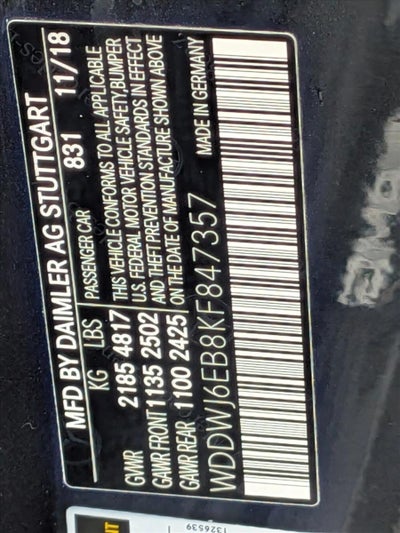 MFD BY DAIMLER AG STUTTGART
831 11/18
KG LBS
GVWR 2185 4817
GAWR FRONT 1135 2502
GAWR REAR 1100 2425
PASSENGER CAR
THIS VEHICLE CONFORMS TO ALL APPLICABLE
U.S. FEDERAL MOTOR VEHICLE SAFETY/BUMPER
AND THEFT PREVENTION STANDARDS IN EFFECT
ON THE DATE OF MANUFACTURE SHOWN ABOVE
WDDWJ6EB8KF847357 MADE IN GERMANY
1326539